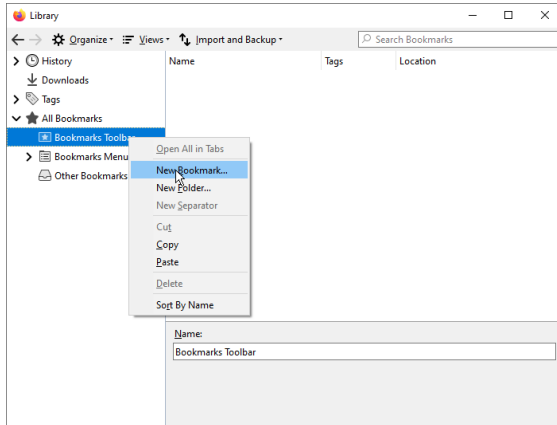 Library
Organize Views Import and Backup Search Bookmarks
History
Downloads
Tags
All Bookmarks
Bookmarks Toolbar
Bookmarks Menu
Other Bookmarks
Name Tags Location
Open All in Tabs
New Bookmark...
New Folder...
New Separator
Cut
Copy
Paste
Delete
Sort By Name
Name:
Bookmarks Toolbar